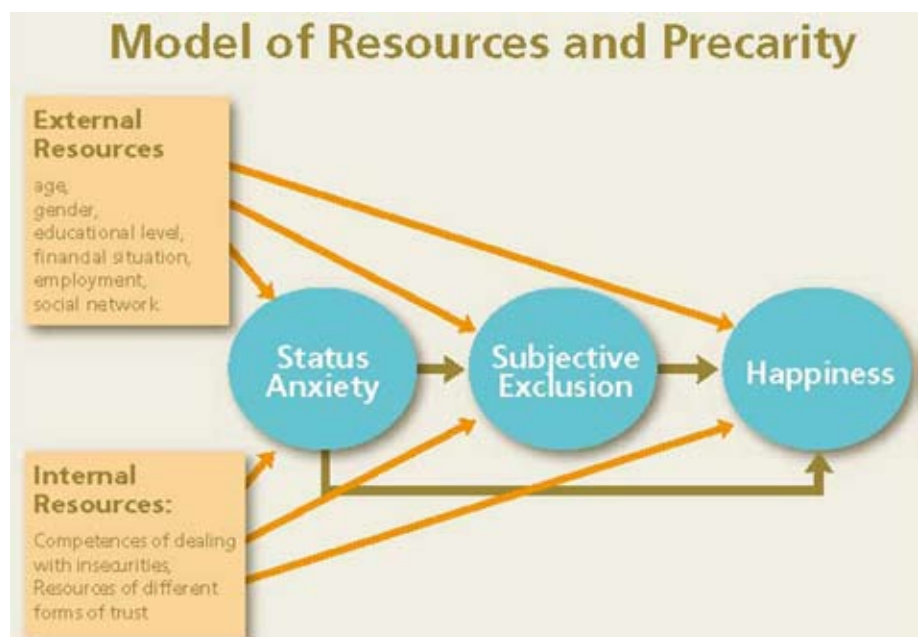 Model of Resources and Precarity
External
Resources
age,
gender,
educational level,
financial situation,
employment,
social network.
Status
Anxiety
Subjective
Exclusion
Happiness
Internal
Resources:
Competences of dealing
with insecurities,
Resources of different
forms of trust